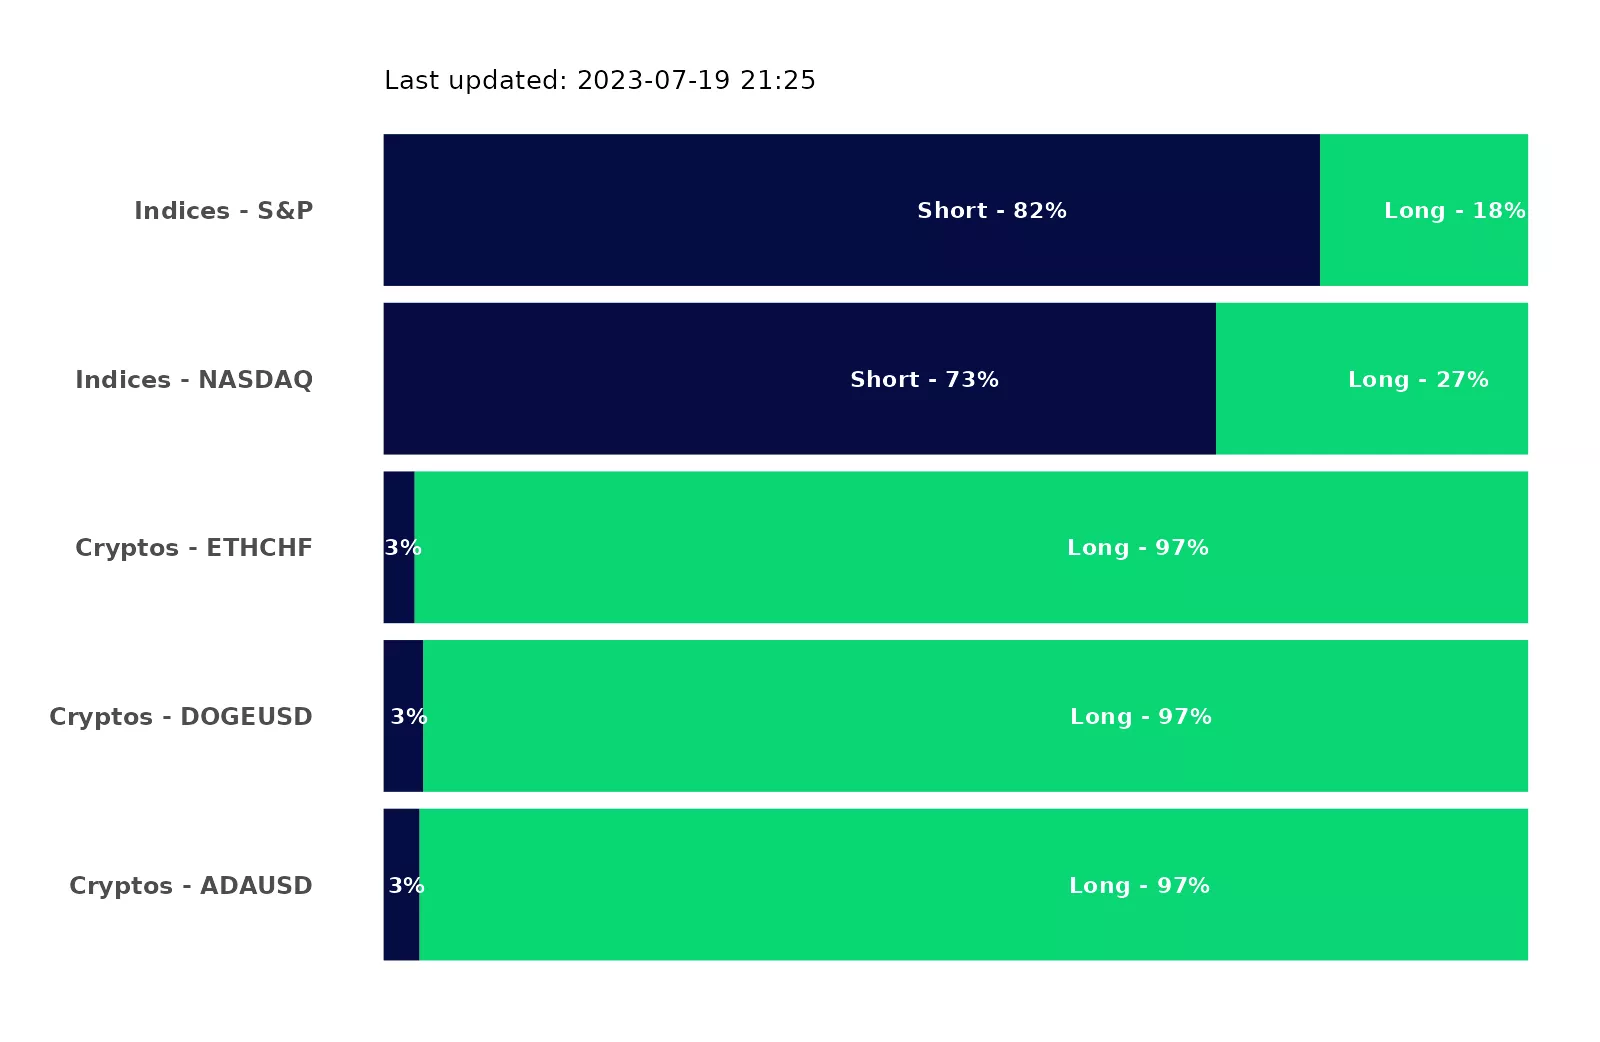 Last updated: 2023-07-19 21:25
Indices - S&P
Short - 82%
Long - 18%
Indices - NASDAQ
Short - 73%
Long - 27%
Cryptos - ETHCHF
3%
Long - 97%
Cryptos - DOGEUSD
3%
Long - 97%
Cryptos - ADAUSD
3%
Long - 97%